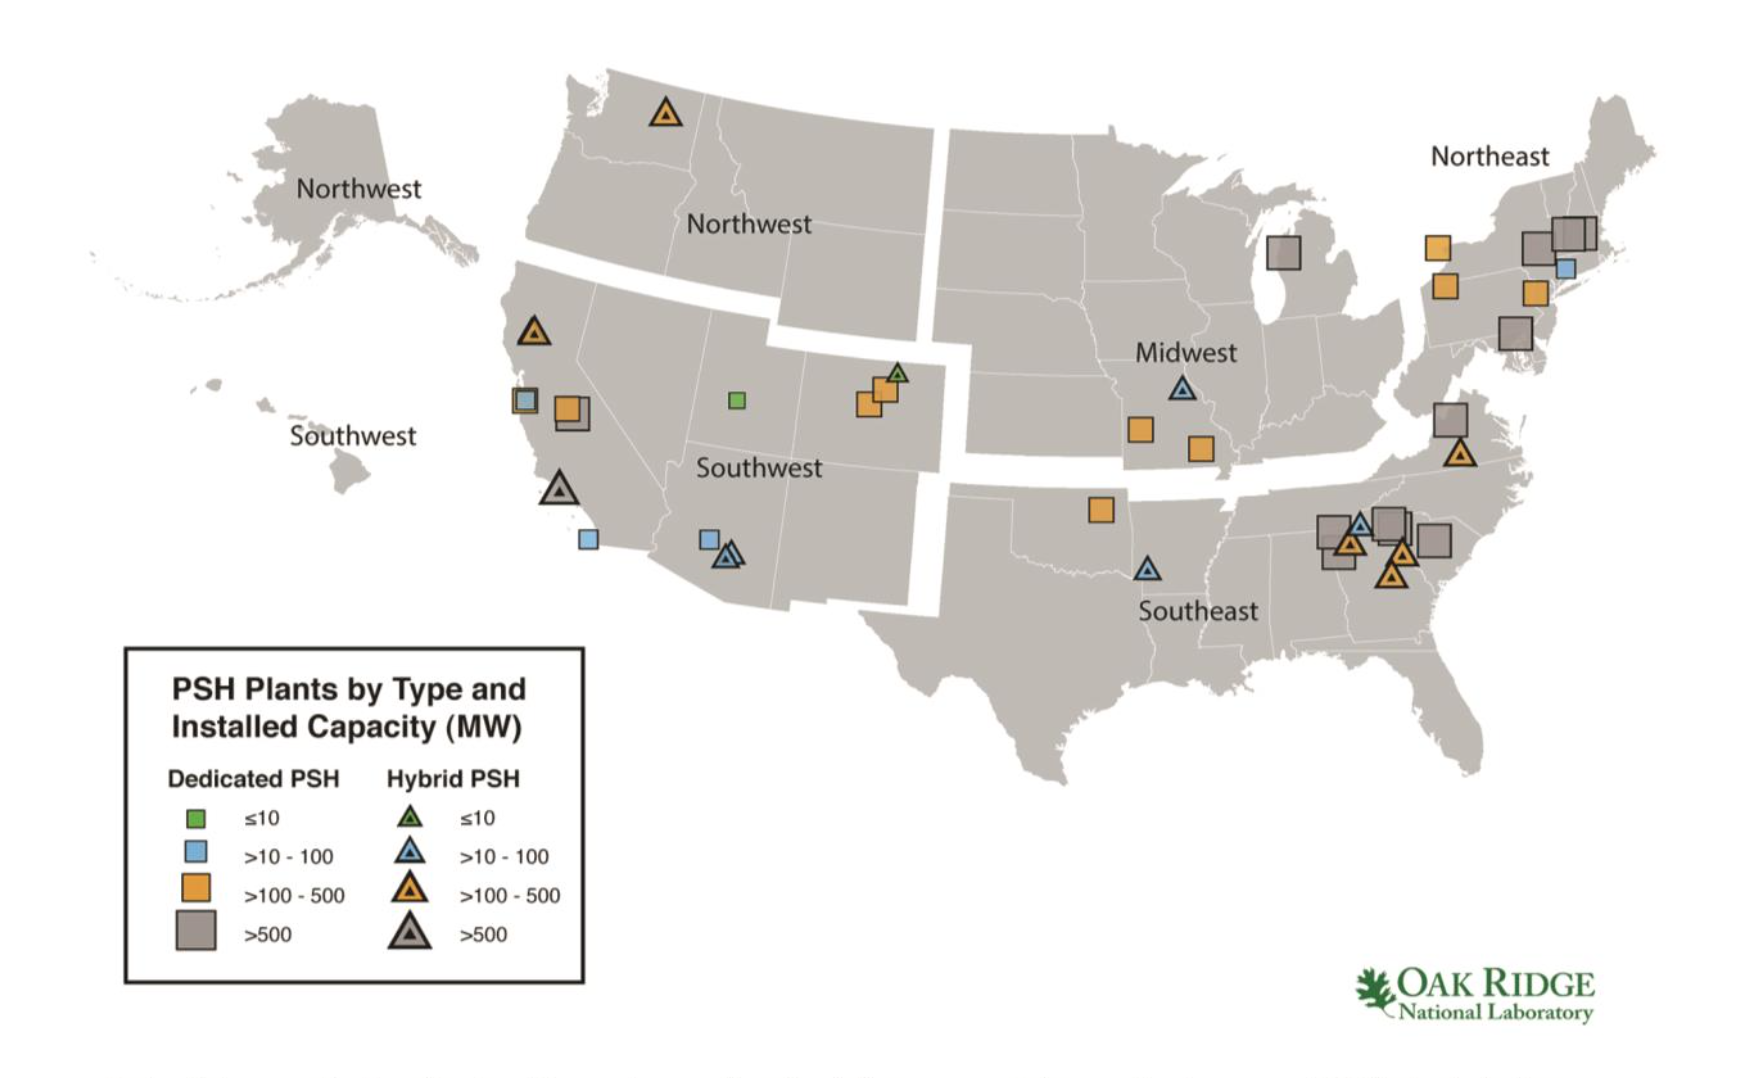 Northeast
Northwest
Northwest
Midwest
Southwest
Southwest
Southeast
PSH Plants by Type and
Installed Capacity (MW)
Dedicated PSH Hybrid PSH
≤10 ≤10
>10 - 100 >10 - 100
>100 - 500 >100 - 500
>500 >500
OAK RIDGE
National Laboratory